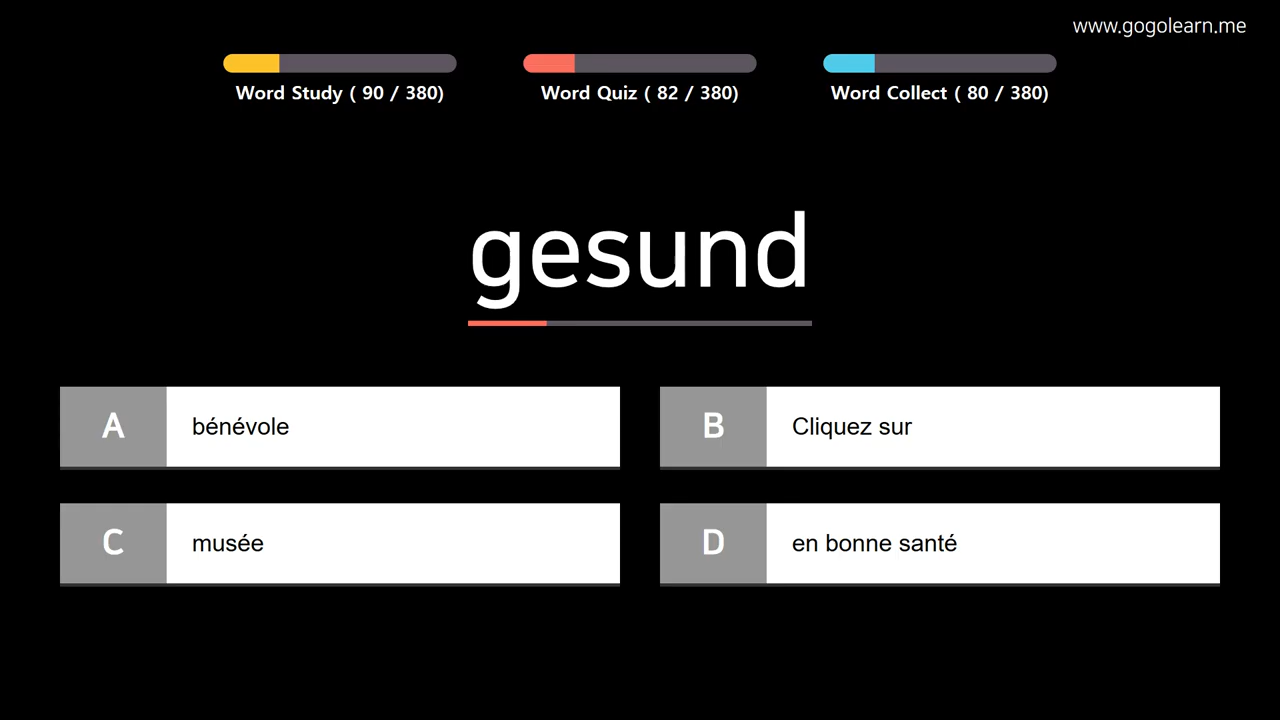 www.gogolearn.me
Word Study ( 90 / 380)
Word Quiz ( 82 / 380)
Word Collect ( 80 / 380)
gesund
A bénévole
B Cliquez sur
C musée
D en bonne santé